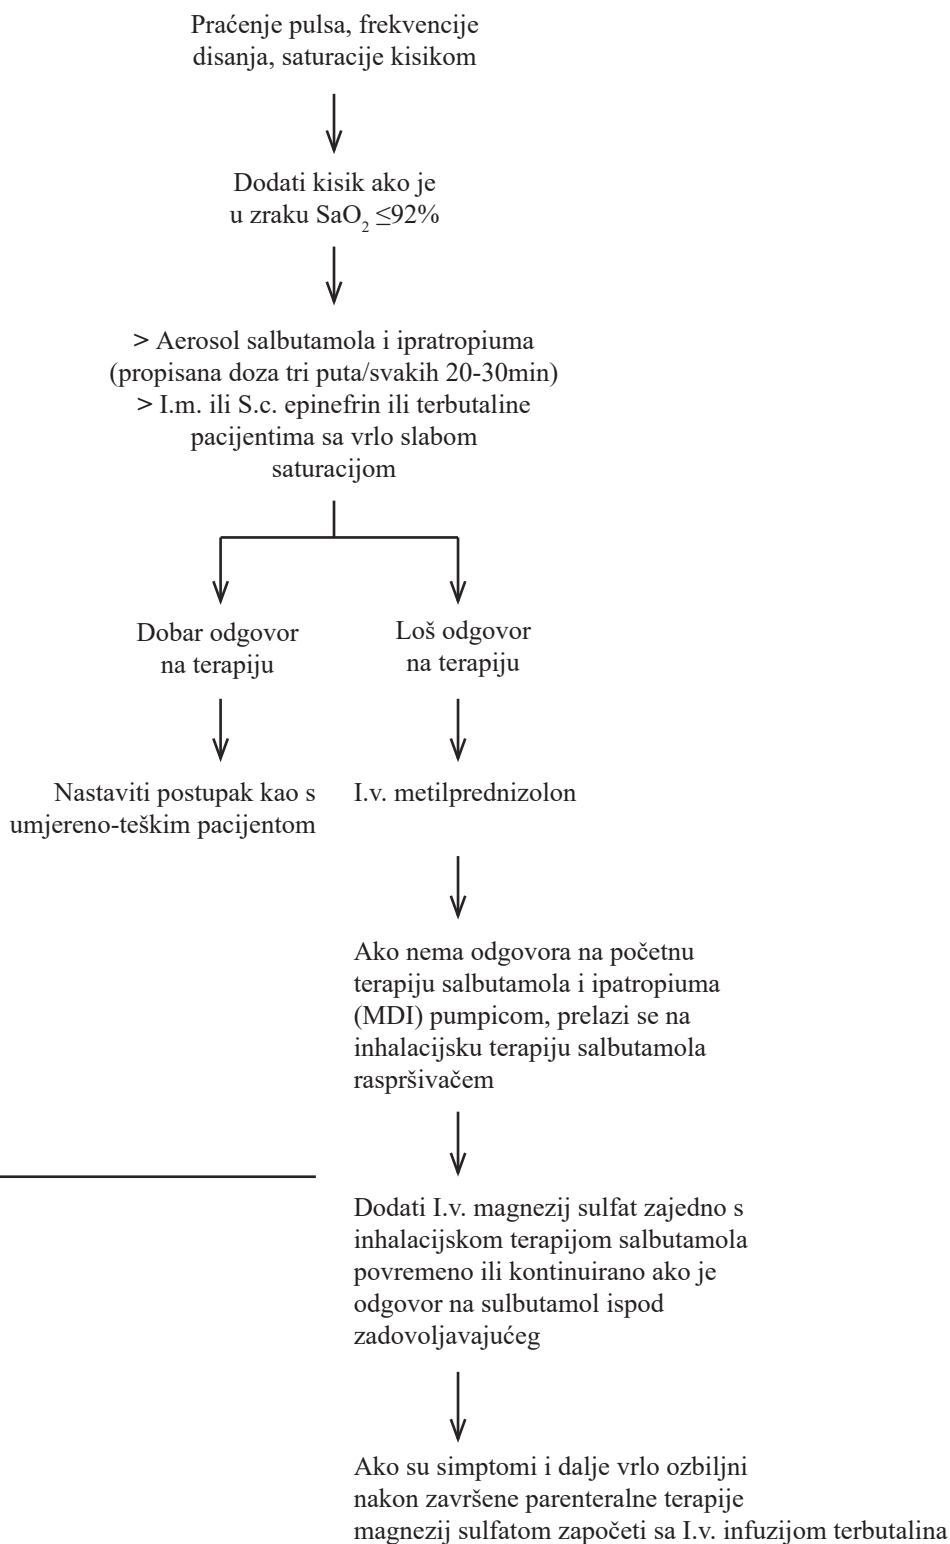 Praćenje pulsa, frekvencije
disanja, saturacije kisikom
Dodati kisik ako je
u zraku SaO₂ ≤92%
> Aerosol salbutamola i ipratropiuma
(propisana doza tri puta/svakih 20-30min)
> I.m. ili S.c. epinefrin ili terbutaline
pacijentima sa vrlo slabom
saturacijom
Dobar odgovor
na terapiju
Loš odgovor
na terapiju
Nastaviti postupak kao s
umjereno-teškim pacijentom
I.v. metilprednizolon
Ako nema odgovora na početnu
terapiju salbutamola i ipatropiuma
(MDI) pumpicom, prelazi se na
inhalacijsku terapiju salbutamola
raspršivačem
Dodati I.v. magnezij sulfat zajedno s
inhalacijskom terapijom salbutamola
povremeno ili kontinuirano ako je
odgovor na sulbutamol ispod
zadovoljavajućeg
Ako su simptomi i dalje vrlo ozbiljni
nakon završene parenteralne terapije
magnezij sulfatom započeti sa I.v. infuzijom terbutalina